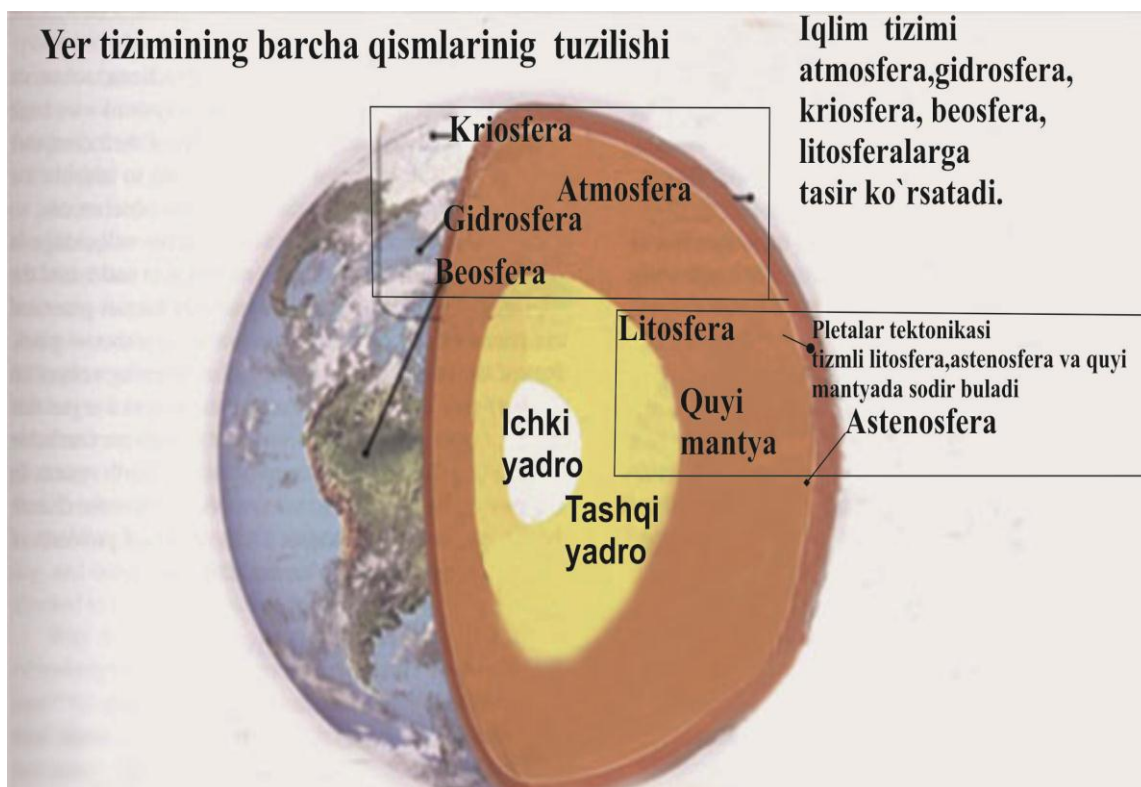 Yer tizimining barcha qismlarinig tuzilishi
Iqlim tizimi
atmosfera,gidrosfera,
kriosfera, beosfera,
litosferalarga
tasir ko`rsatadi.
Kriosfera
Atmosfera
Gidrosfera
Beosfera
Litosfera
Pletalar tektonikasi
tizmli litosfera,astenosfera va quyi
mantyada sodir buladi
Quyi
mantya
Astenosfera
Ichki
yadro
Tashqi
yadro